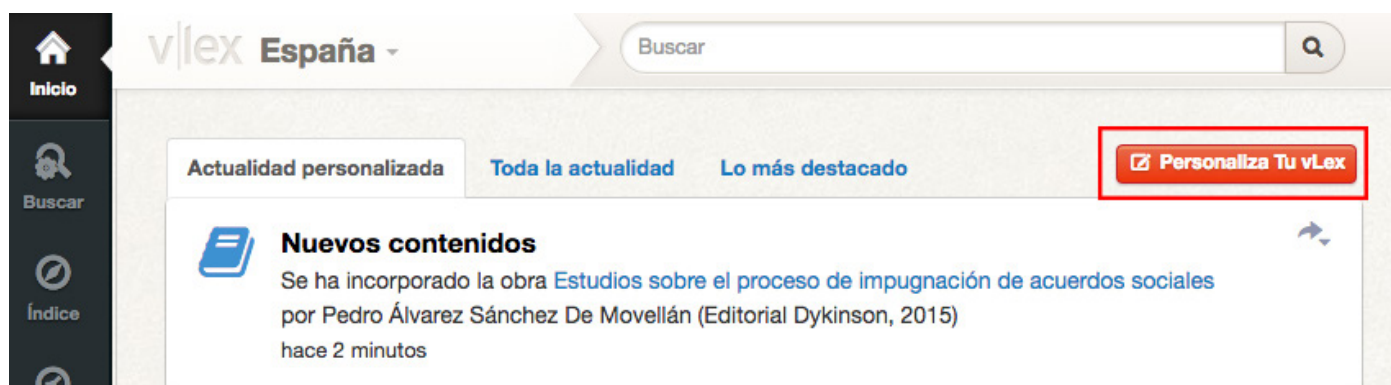 Inicio
Buscar
Índice
v|lex España
Buscar
Actualidad personalizada
Toda la actualidad
Lo más destacado
Personaliza Tu vLex
Nuevos contenidos
Se ha incorporado la obra Estudios sobre el proceso de impugnación de acuerdos sociales
por Pedro Álvarez Sánchez De Movellán (Editorial Dykinson, 2015)
hace 2 minutos